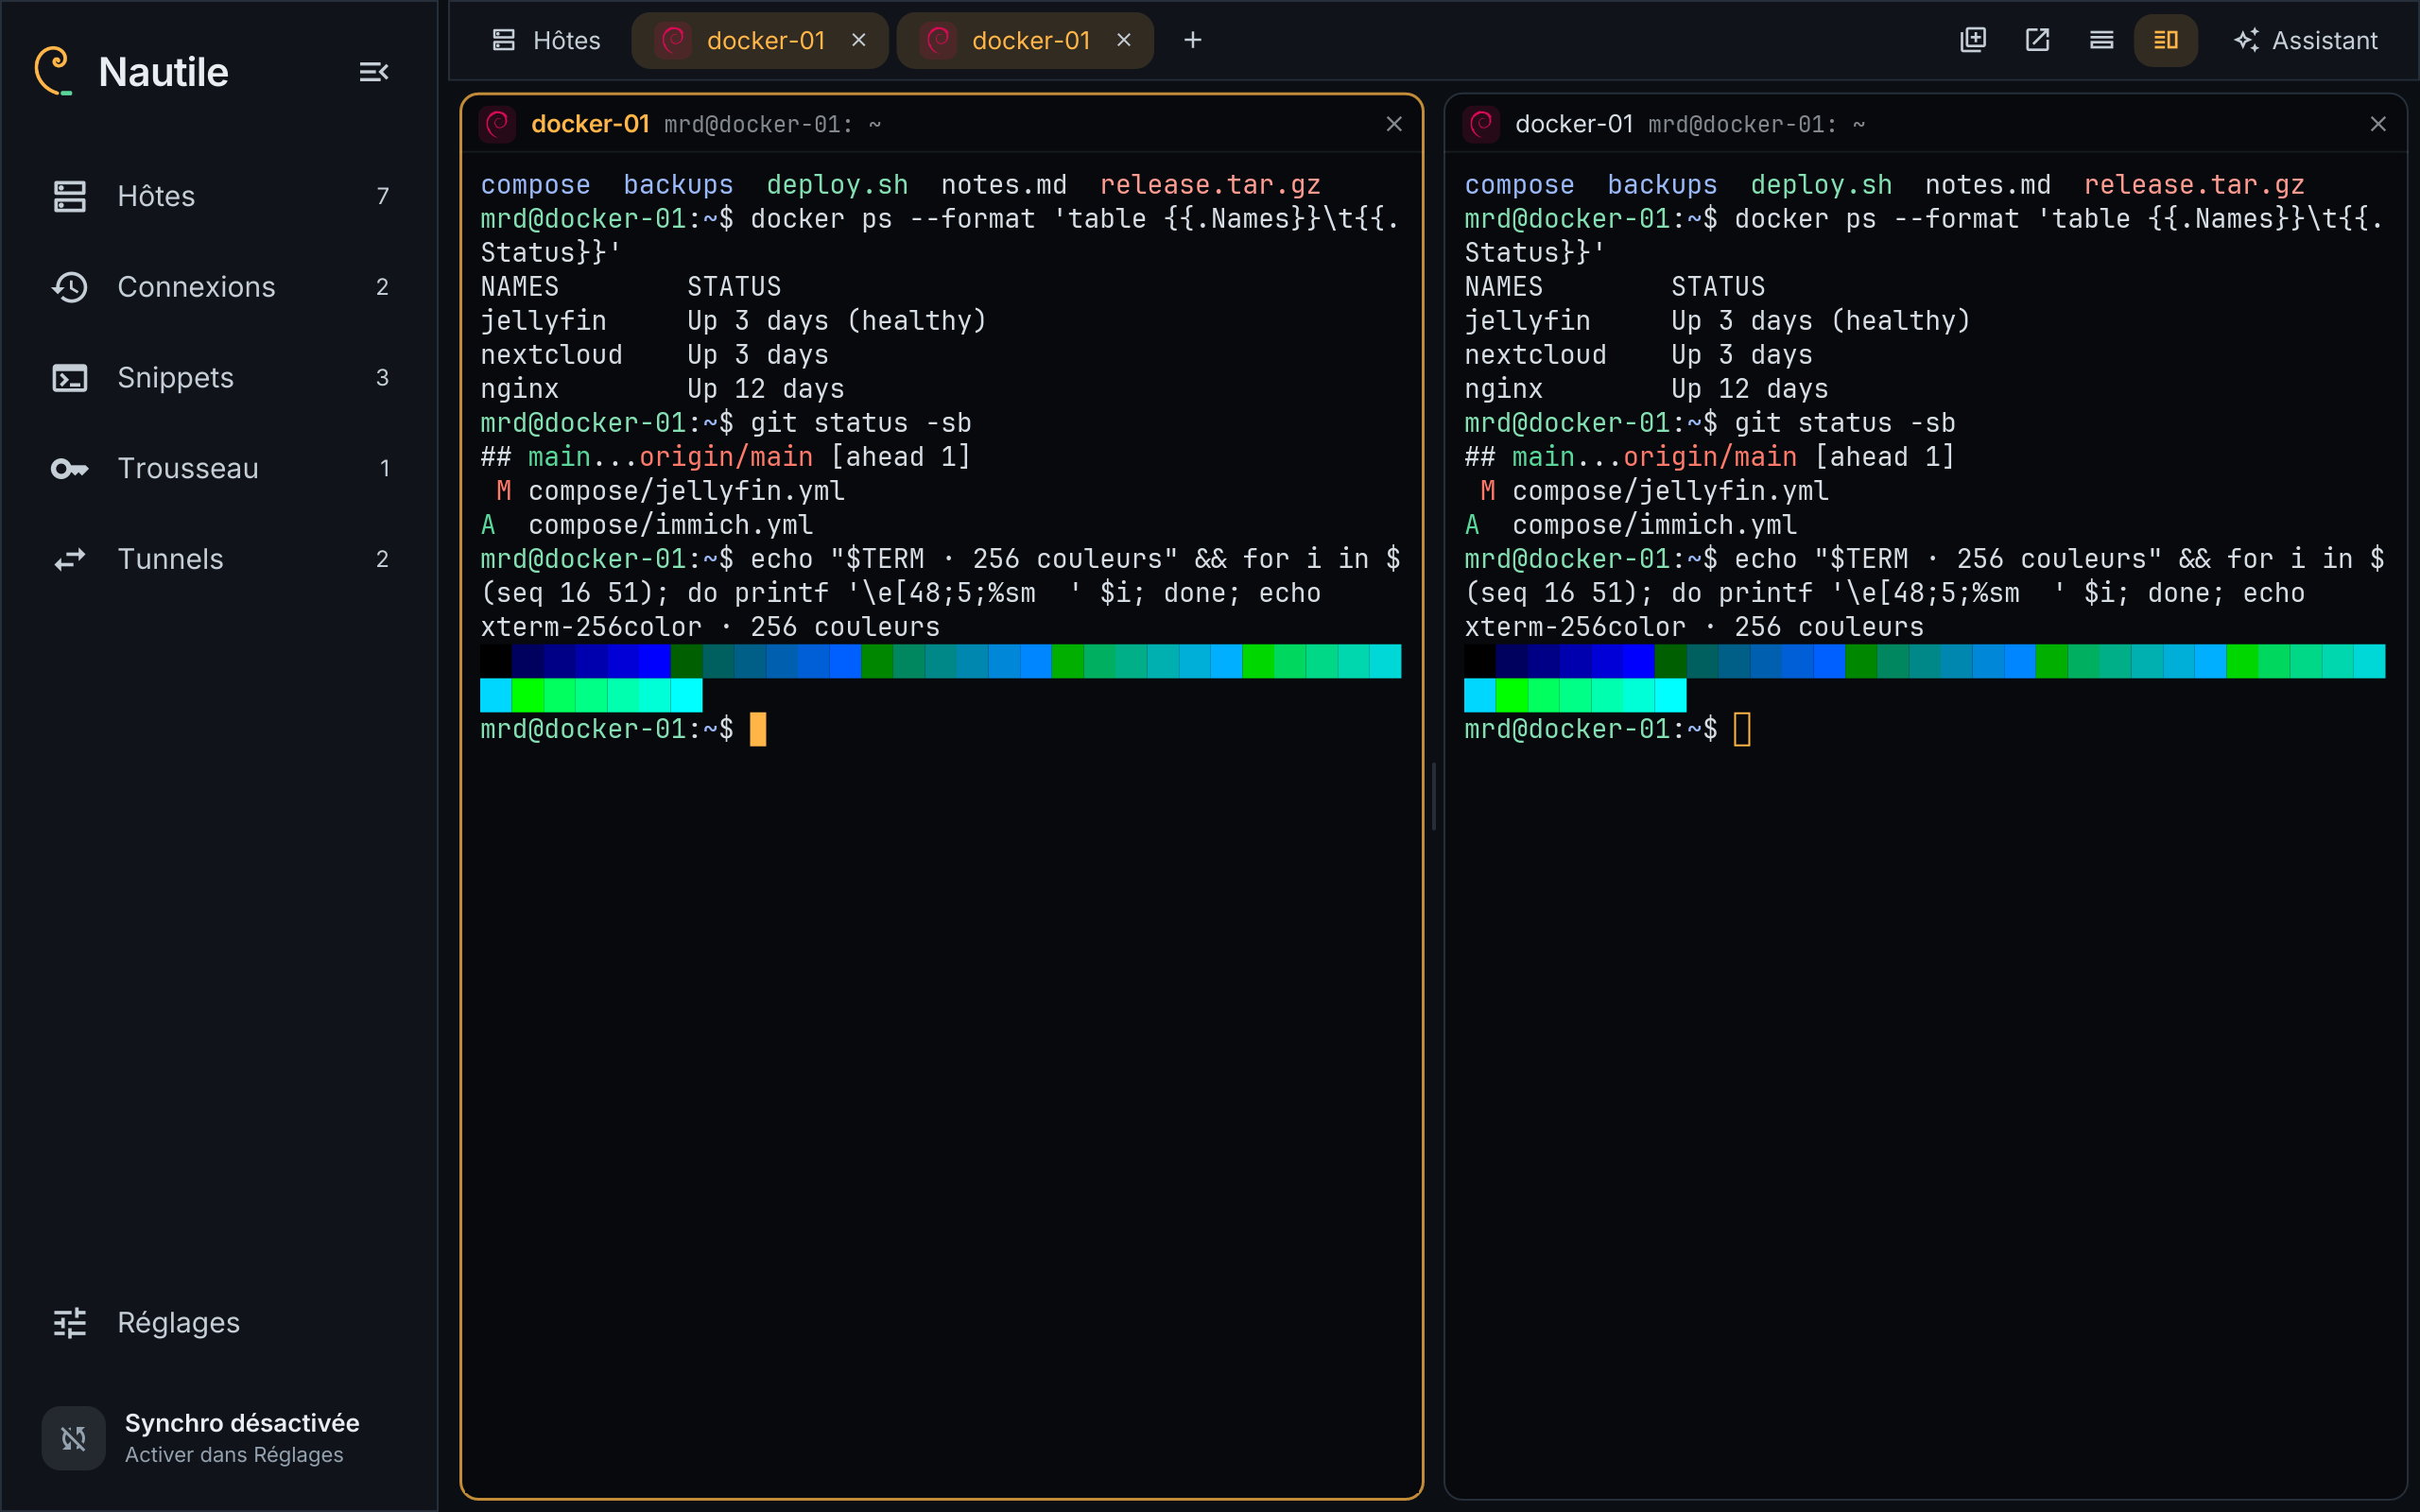 Nautile
Hôtes 7
Connexions 2
Snippets 3
Trousseau 1
Tunnels 2
Réglages
Synchro désactivée
Activer dans Réglages
Hôtes docker-01 docker-01 Assistant
docker-01 mrd@docker-01: ~
compose  backups  deploy.sh  notes.md  release.tar.gz
mrd@docker-01:~$ docker ps --format 'table {{.Names}}\t{{.
Status}}'
NAMES        STATUS
jellyfin     Up 3 days (healthy)
nextcloud    Up 3 days
nginx        Up 12 days
mrd@docker-01:~$ git status -sb
## main...origin/main [ahead 1]
 M compose/jellyfin.yml
A  compose/immich.yml
mrd@docker-01:~$ echo "$TERM · 256 couleurs" && for i in $
(seq 16 51); do printf '\e[48;5;%sm  ' $i; done; echo
xterm-256color · 256 couleurs
mrd@docker-01:~$
docker-01 mrd@docker-01: ~
compose  backups  deploy.sh  notes.md  release.tar.gz
mrd@docker-01:~$ docker ps --format 'table {{.Names}}\t{{.
Status}}'
NAMES        STATUS
jellyfin     Up 3 days (healthy)
nextcloud    Up 3 days
nginx        Up 12 days
mrd@docker-01:~$ git status -sb
## main...origin/main [ahead 1]
 M compose/jellyfin.yml
A  compose/immich.yml
mrd@docker-01:~$ echo "$TERM · 256 couleurs" && for i in $
(seq 16 51); do printf '\e[48;5;%sm  ' $i; done; echo
xterm-256color · 256 couleurs
mrd@docker-01:~$